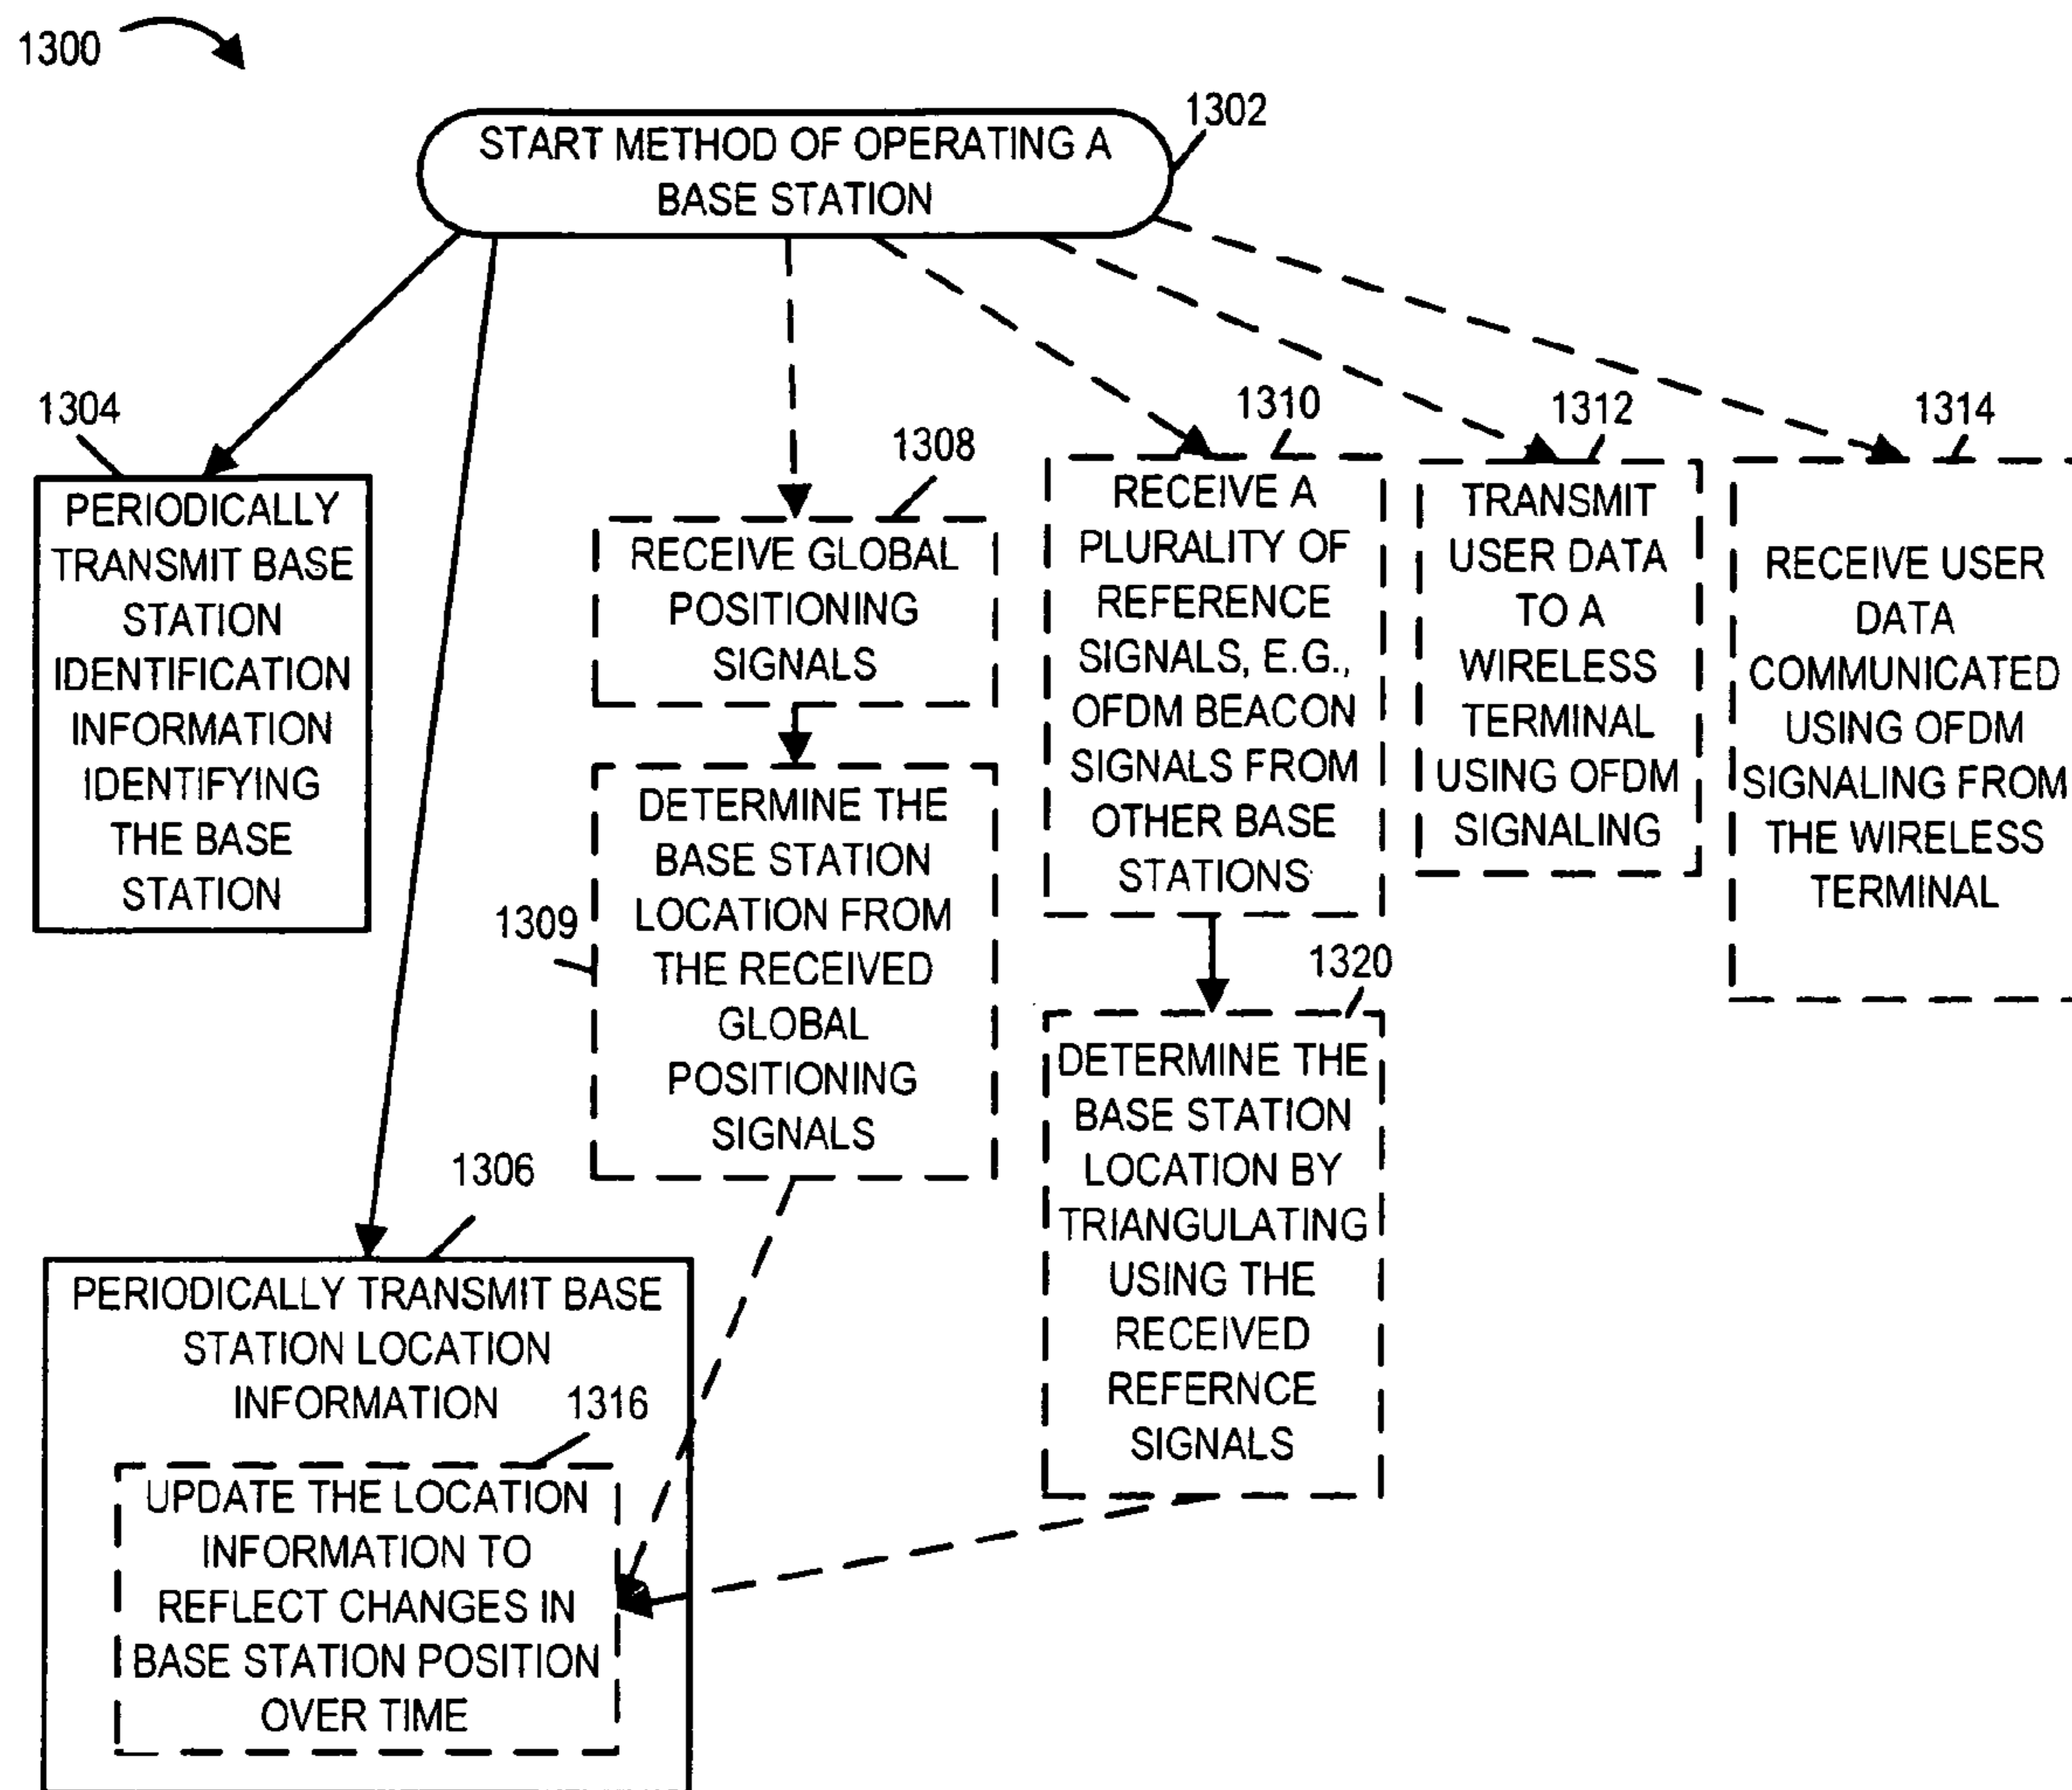 1300
1302
START METHOD OF OPERATING A
BASE STATION
1304
PERIODICALLY
TRANSMIT BASE
STATION
IDENTIFICATION
INFORMATION
IDENTIFYING
THE BASE
STATION
1308
RECEIVE GLOBAL
POSITIONING
SIGNALS
1309
DETERMINE THE
BASE STATION
LOCATION FROM
THE RECEIVED
GLOBAL
POSITIONING
SIGNALS
1310
RECEIVE A
PLURALITY OF
REFERENCE
SIGNALS, E.G.,
OFDM BEACON
SIGNALS FROM
OTHER BASE
STATIONS
1320
DETERMINE THE
BASE STATION
LOCATION BY
TRIANGULATING
USING THE
RECEIVED
REFERNCE
SIGNALS
1312
TRANSMIT
USER DATA
TO A
WIRELESS
TERMINAL
USING OFDM
SIGNALING
1314
RECEIVE USER
DATA
COMMUNICATED
USING OFDM
SIGNALING FROM
THE WIRELESS
TERMINAL
1306
PERIODICALLY TRANSMIT BASE
STATION LOCATION
INFORMATION
1316
UPDATE THE LOCATION
INFORMATION TO
REFLECT CHANGES IN
BASE STATION POSITION
OVER TIME